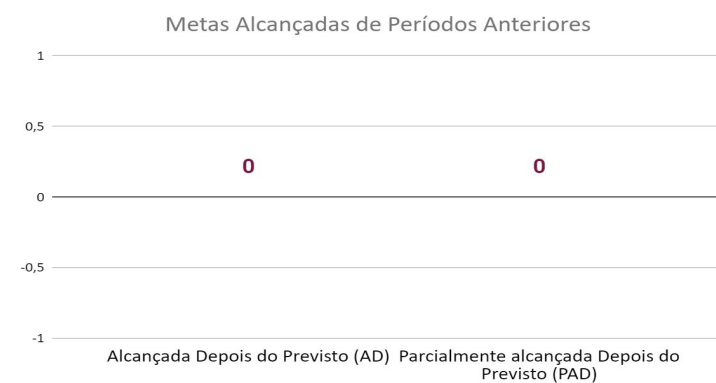 Metas Alcançadas de Períodos Anteriores
1
0,5
0 0
0
-0,5
-1
Alcançada Depois do Previsto (AD) Parcialmente alcançada Depois do
Previsto (PAD)